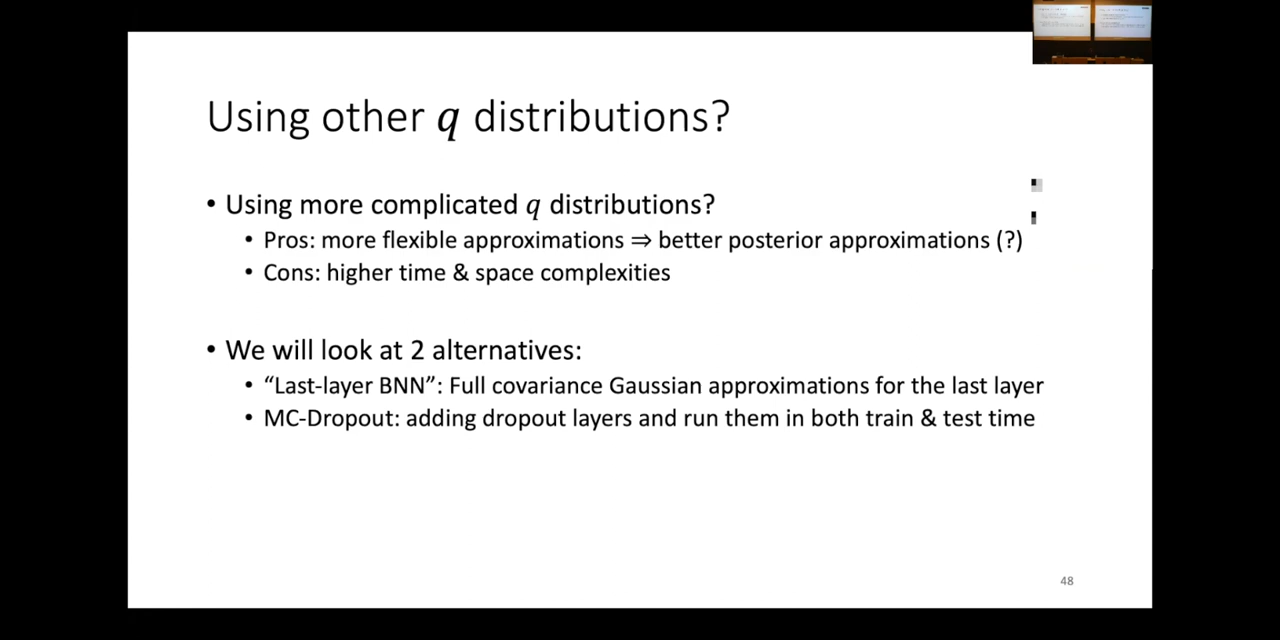 Using other q distributions?
• Using more complicated q distributions?
• Pros: more flexible approximations ⇒ better posterior approximations (?)
• Cons: higher time & space complexities
• We will look at 2 alternatives:
• “Last-layer BNN”: Full covariance Gaussian approximations for the last layer
• MC-Dropout: adding dropout layers and run them in both train & test time
48